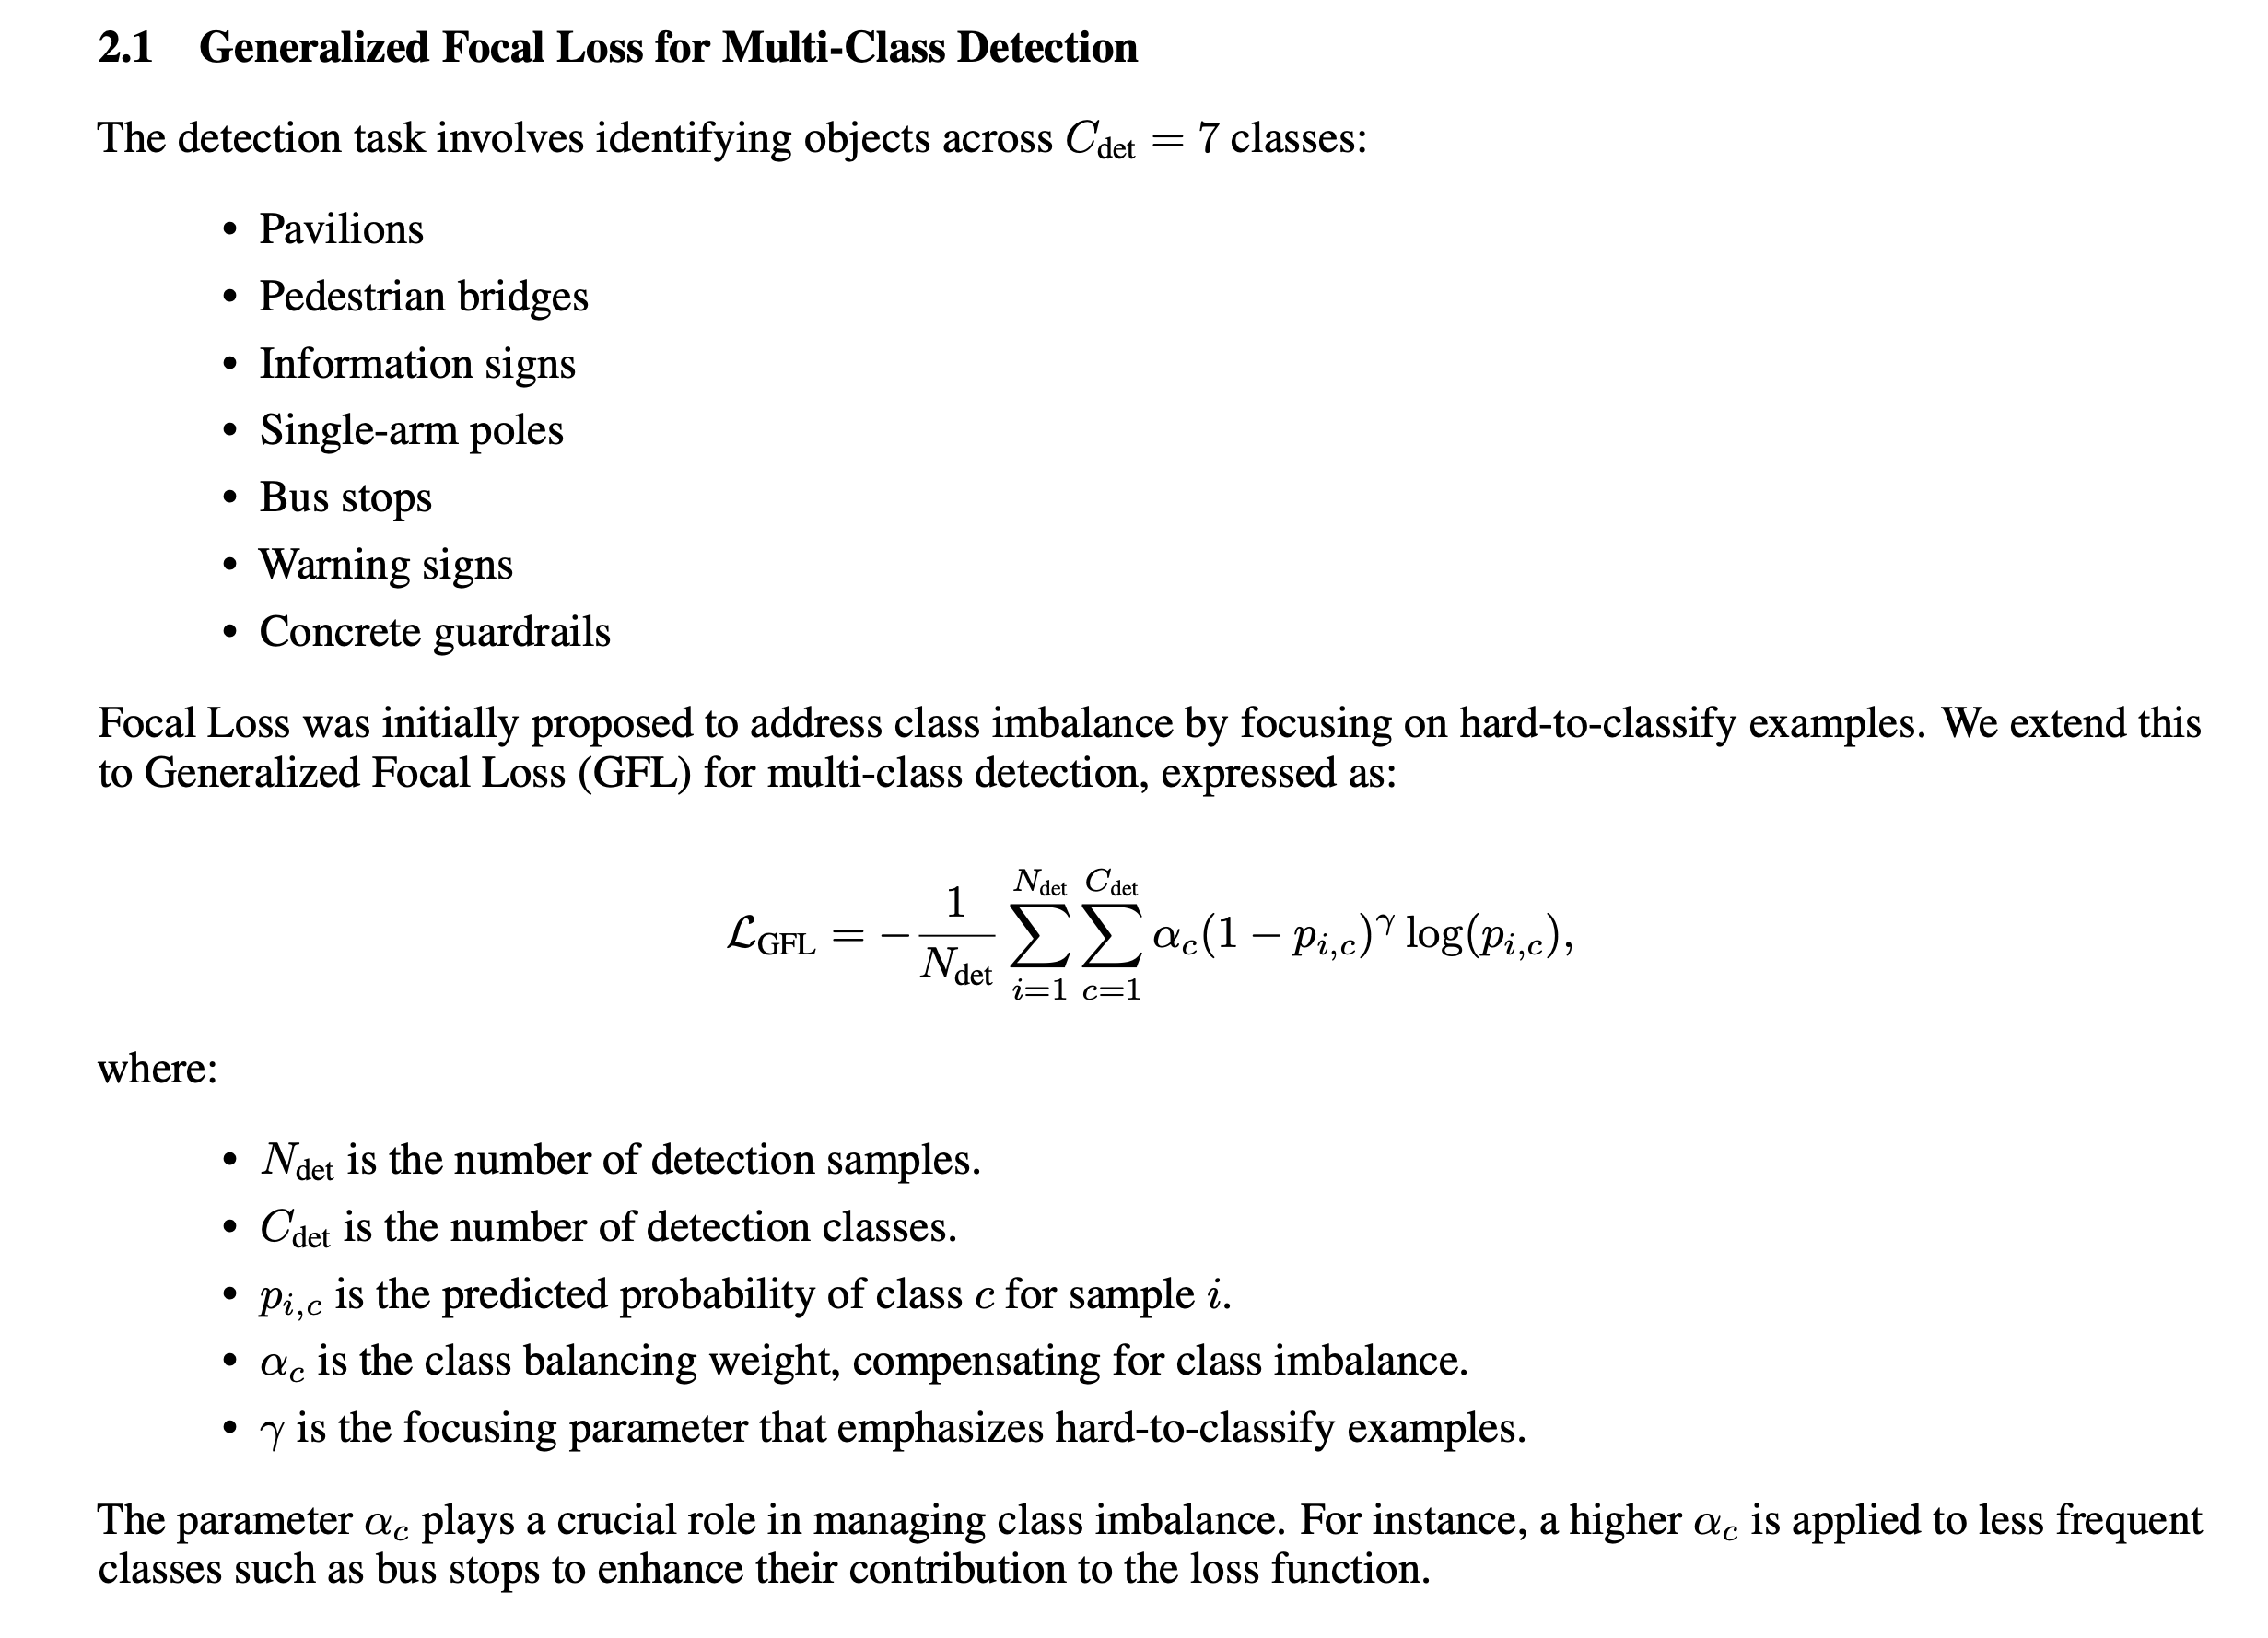 2.1 Generalized Focal Loss for Multi-Class Detection
The detection task involves identifying objects across $C_{\text{det}} = 7$ classes:
• Pavilions
• Pedestrian bridges
• Information signs
• Single-arm poles
• Bus stops
• Warning signs
• Concrete guardrails
Focal Loss was initially proposed to address class imbalance by focusing on hard-to-classify examples. We extend this
to Generalized Focal Loss (GFL) for multi-class detection, expressed as:
$\mathcal{L}_{\text{GFL}} = -\frac{1}{N_{\text{det}}} \sum_{i=1}^{N_{\text{det}}} \sum_{c=1}^{C_{\text{det}}} \alpha_c (1 - p_{i,c})^{\gamma} \log(p_{i,c}),$
where:
• $N_{\text{det}}$ is the number of detection samples.
• $C_{\text{det}}$ is the number of detection classes.
• $p_{i,c}$ is the predicted probability of class $c$ for sample $i$.
• $\alpha_c$ is the class balancing weight, compensating for class imbalance.
• $\gamma$ is the focusing parameter that emphasizes hard-to-classify examples.
The parameter $\alpha_c$ plays a crucial role in managing class imbalance. For instance, a higher $\alpha_c$ is applied to less frequent
classes such as bus stops to enhance their contribution to the loss function.